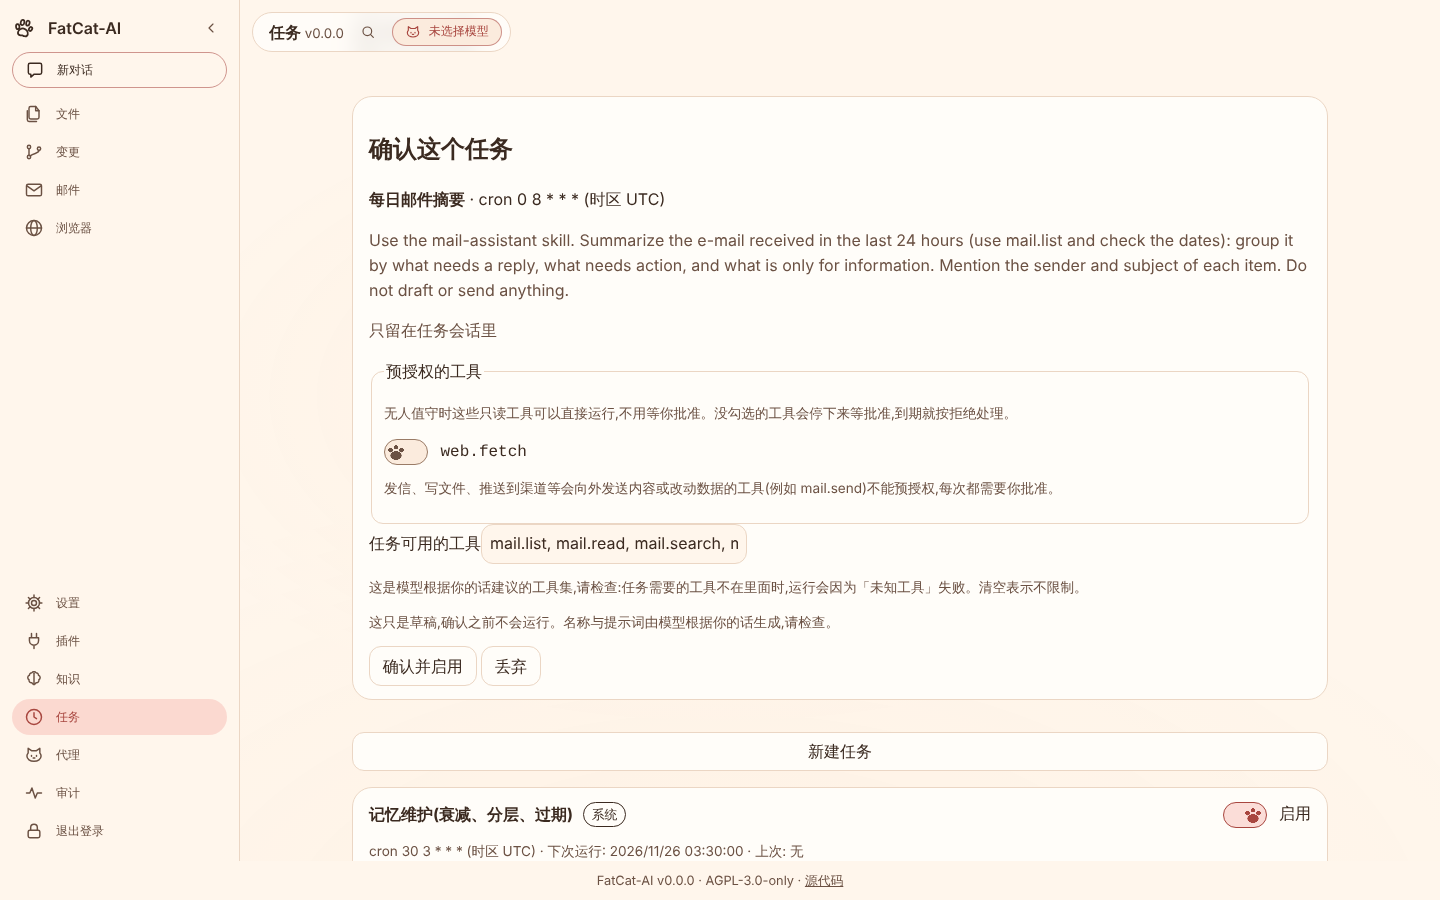 FatCat-AI
新对话
文件
变更
邮件
浏览器
设置
插件
知识
任务
代理
审计
退出登录
任务 v0.0.0
未选择模型
确认这个任务
每日邮件摘要 · cron 0 8 * * * (时区 UTC)
Use the mail-assistant skill. Summarize the e-mail received in the last 24 hours (use mail.list and check the dates): group it
by what needs a reply, what needs action, and what is only for information. Mention the sender and subject of each item. Do
not draft or send anything.
只留在任务会话里
预授权的工具
无人值守时这些只读工具可以直接运行,不用等你批准。没勾选的工具会停下来等批准,到期就按拒绝处理。
web.fetch
发信、写文件、推送到渠道等会向外发送内容或改动数据的工具(例如 mail.send)不能预授权,每次都需要你批准。
任务可用的工具 mail.list, mail.read, mail.search,
这是模型根据你的话建议的工具集,请检查:任务需要的工具不在里面时,运行会因为「未知工具」失败。清空表示不限制。
这只是草稿,确认之前不会运行。名称与提示词由模型根据你的话生成,请检查。
确认并启用 丢弃
新建任务
记忆维护(衰减、分层、过期) 系统 启用
cron 30 3 * * * (时区 UTC) · 下次运行: 2026/11/26 03:30:00 · 上次: 无
FatCat-AI v0.0.0 · AGPL-3.0-only · 源代码